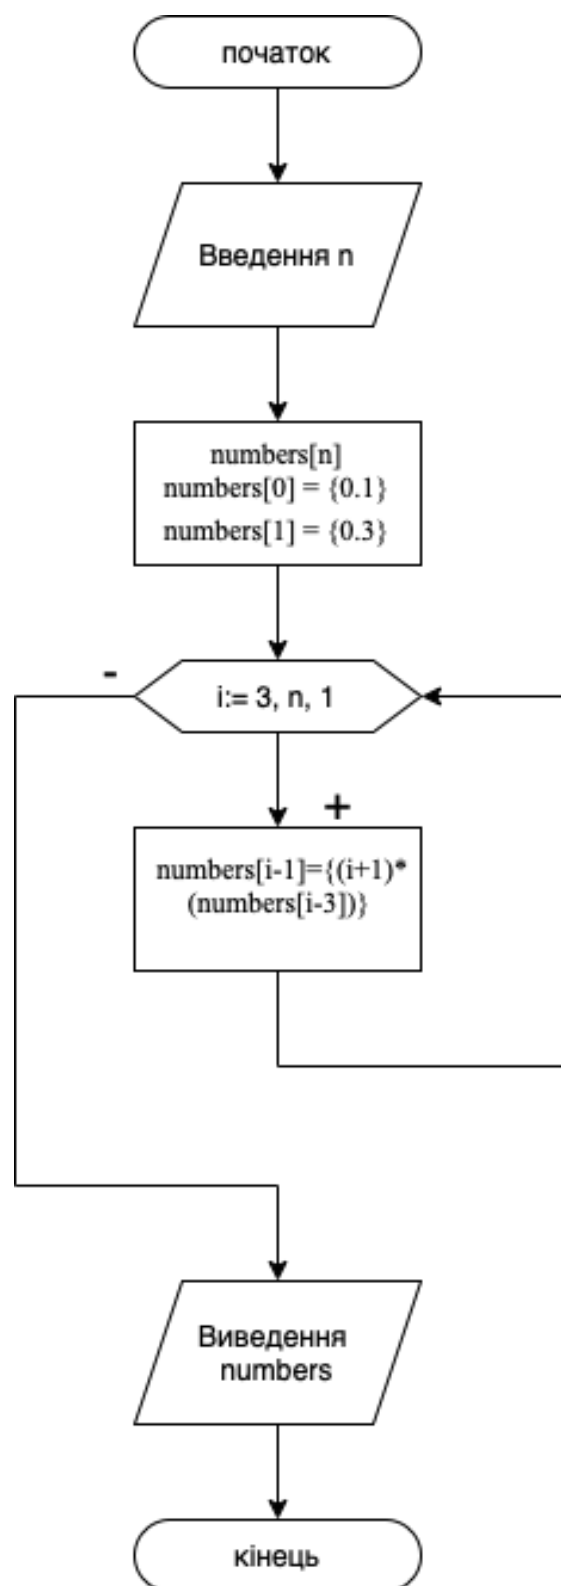 початок
Введення n
numbers[n]
numbers[0] = {0.1}
numbers[1] = {0.3}
-
i:= 3, n, 1
+
numbers[i-1]={(i+1)*
(numbers[i-3])}
Виведення
numbers
кінець